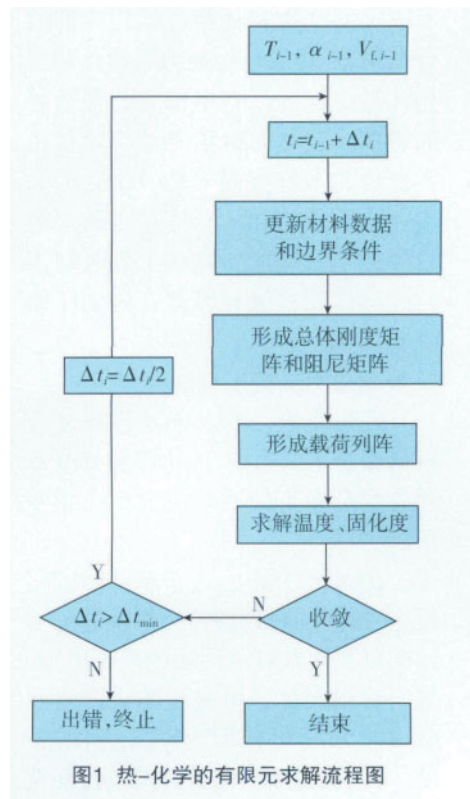 T_{i-1}, α_{i-1}, V_{f,i-1}
t_i=t_{i-1}+Δt_i
更新材料数据
和边界条件
形成总体刚度矩
阵和阻尼矩阵
Δt_i=Δt_i/2
形成载荷列阵
求解温度、固化度
Y
N
Δt_i>Δt_min
收敛
N
Y
出错,终止
结束
图1 热-化学的有限元求解流程图